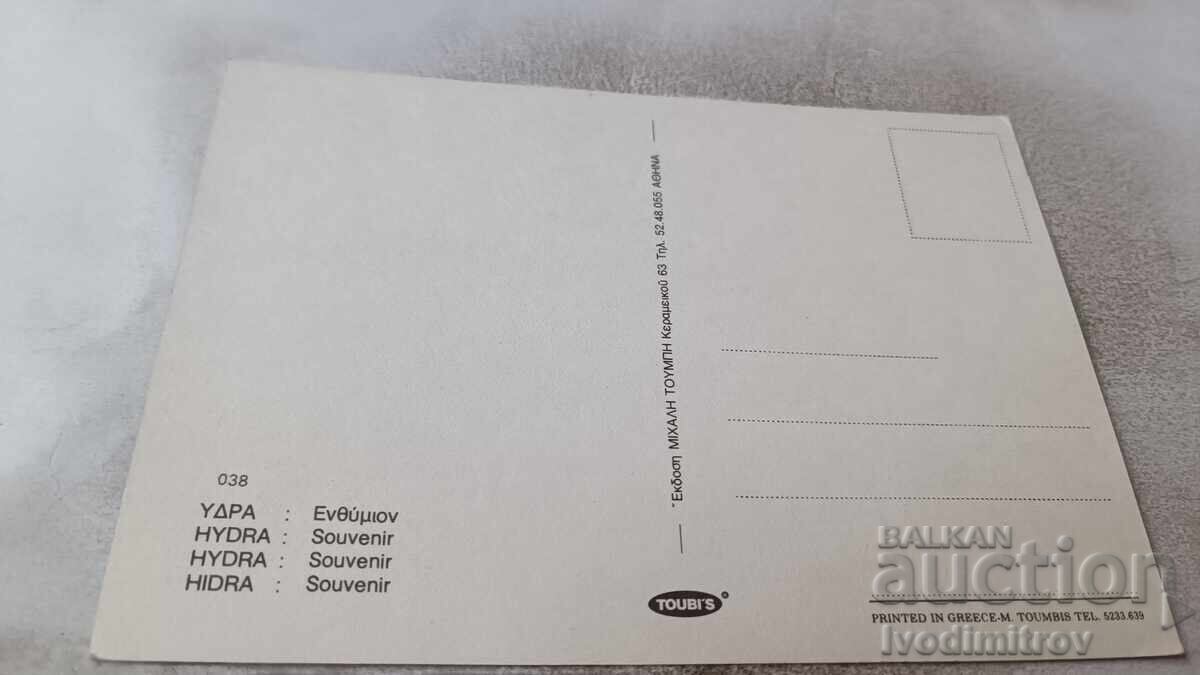 038
ΥΔΡΑ : Ενθύμιον
HYDRA : Souvenir
HYDRA : Souvenir
HIDRA : Souvenir
Έκδοση ΜΙΧΑΛΗ ΤΟΥΜΠΗ Κεραμεικού 63 Τηλ. 52.48.055 ΑΘΗΝΑ
TOUBI'S
PRINTED IN GREECE-M. TOUMBIS TEL. 5233.639
BALKAN
auction
Ivodimitrov